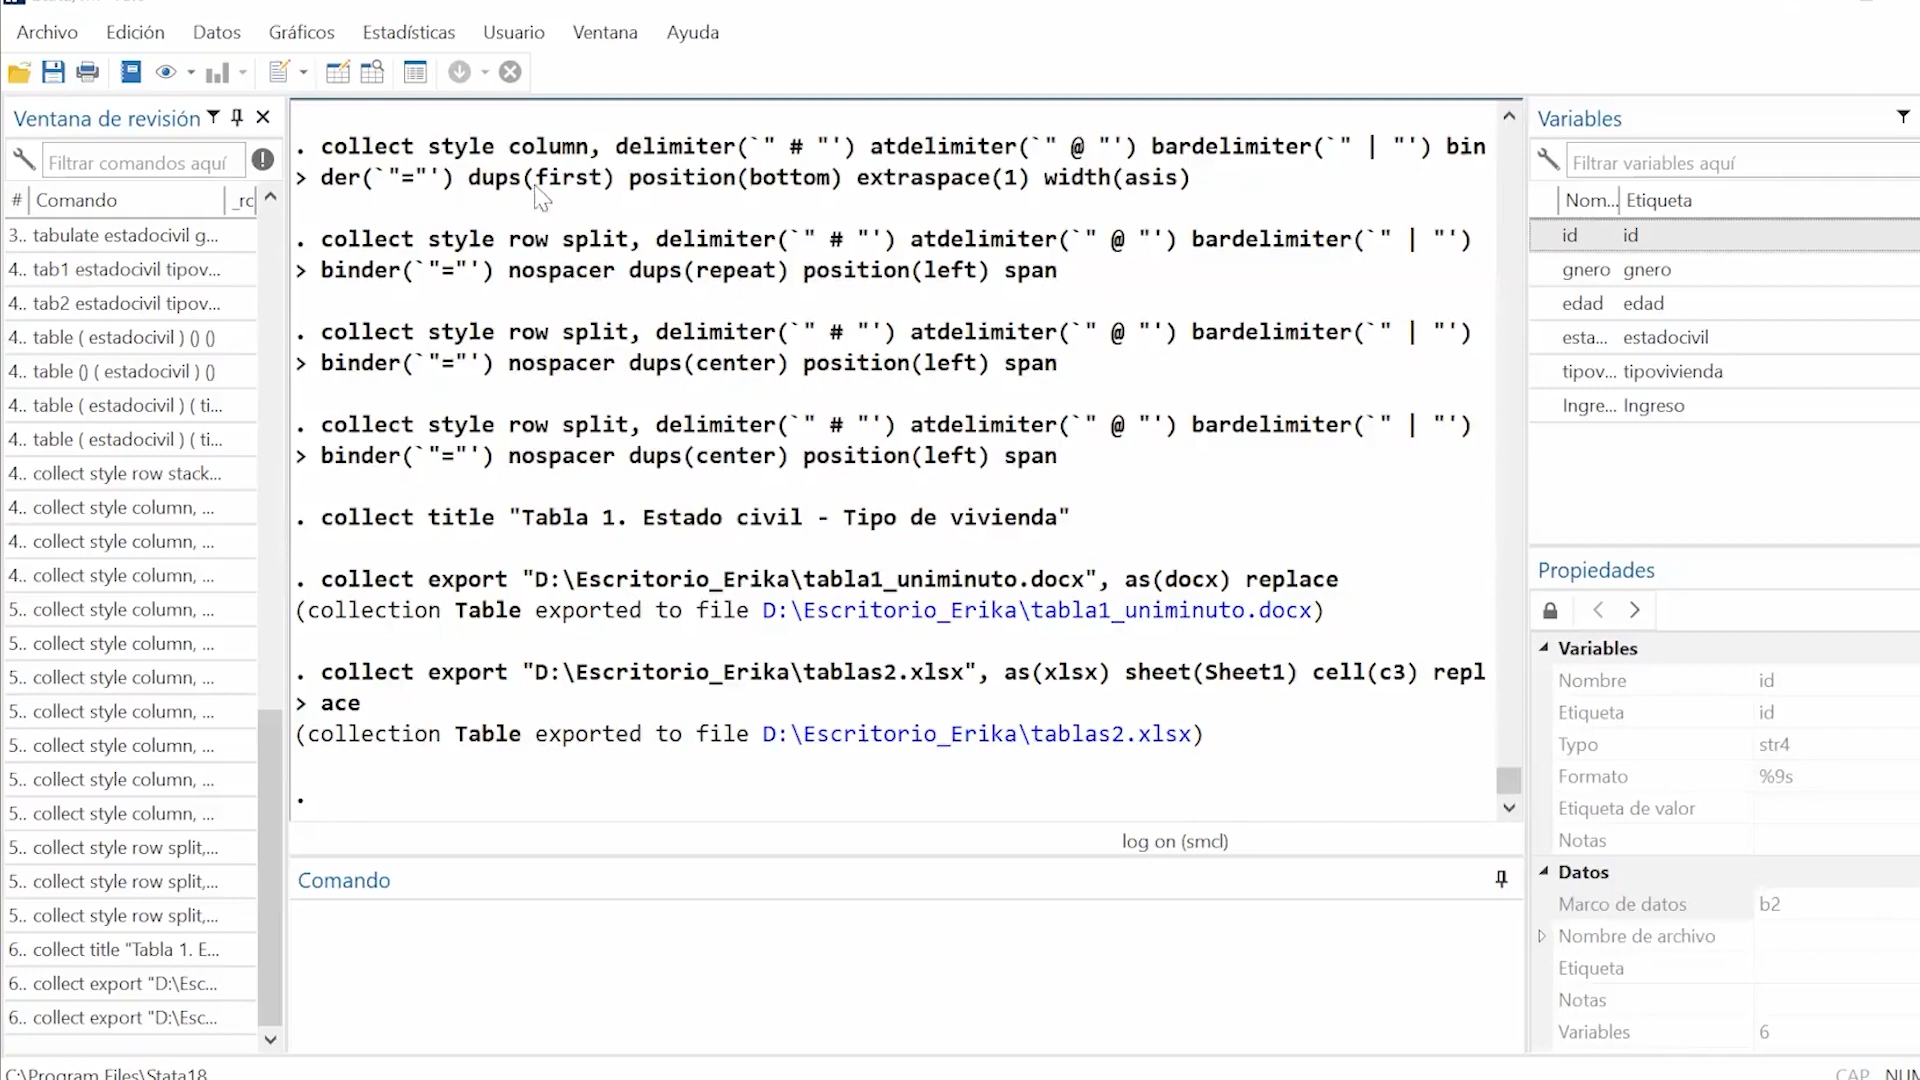 Archivo Edición Datos Gráficos Estadísticas Usuario Ventana Ayuda
Ventana de revisión
Filtrar comandos aquí
# Comando _rc
3.. tabulate estadocivil g...
4.. tab1 estadocivil tipov...
4.. tab2 estadocivil tipov...
4.. table ( estadocivil ) () ()
4.. table () ( estadocivil ) ()
4.. table ( estadocivil ) ( ti...
4.. table ( estadocivil ) ( ti...
4.. collect style row stack...
4.. collect style column, ...
4.. collect style column, ...
4.. collect style column, ...
5.. collect style column, ...
5.. collect style column, ...
5.. collect style column, ...
5.. collect style column, ...
5.. collect style column, ...
5.. collect style column, ...
5.. collect style column, ...
5.. collect style row split,...
5.. collect style row split,...
5.. collect style row split,...
6.. collect title "Tabla 1. E...
6.. collect export "D:\Esc...
6.. collect export "D:\Esc...
. collect style column, delimiter(`" # "') atdelimiter(`" @ "') bardelimiter(`" | "') bin
> der(`"="') dups(first) position(bottom) extraspace(1) width(asis)
. collect style row split, delimiter(`" # "') atdelimiter(`" @ "') bardelimiter(`" | "')
> binder(`"="') nospacer dups(repeat) position(left) span
. collect style row split, delimiter(`" # "') atdelimiter(`" @ "') bardelimiter(`" | "')
> binder(`"="') nospacer dups(center) position(left) span
. collect style row split, delimiter(`" # "') atdelimiter(`" @ "') bardelimiter(`" | "')
> binder(`"="') nospacer dups(center) position(left) span
. collect title "Tabla 1. Estado civil - Tipo de vivienda"
. collect export "D:\Escritorio_Erika\tabla1_uniminuto.docx", as(docx) replace
(collection Table exported to file D:\Escritorio_Erika\tabla1_uniminuto.docx)
. collect export "D:\Escritorio_Erika\tablas2.xlsx", as(xlsx) sheet(Sheet1) cell(c3) repl
> ace
(collection Table exported to file D:\Escritorio_Erika\tablas2.xlsx)
.
log on (smcl)
Comando
Variables
Filtrar variables aquí
Nom... Etiqueta
id id
gnero gnero
edad edad
esta... estadocivil
tipov... tipovivienda
Ingre... Ingreso
Propiedades
Variables
Nombre id
Etiqueta id
Typo str4
Formato %9s
Etiqueta de valor
Notas
Datos
Marco de datos b2
Nombre de archivo
Etiqueta
Notas
Variables 6
C:\Program Files\Stata18
CAP NUM